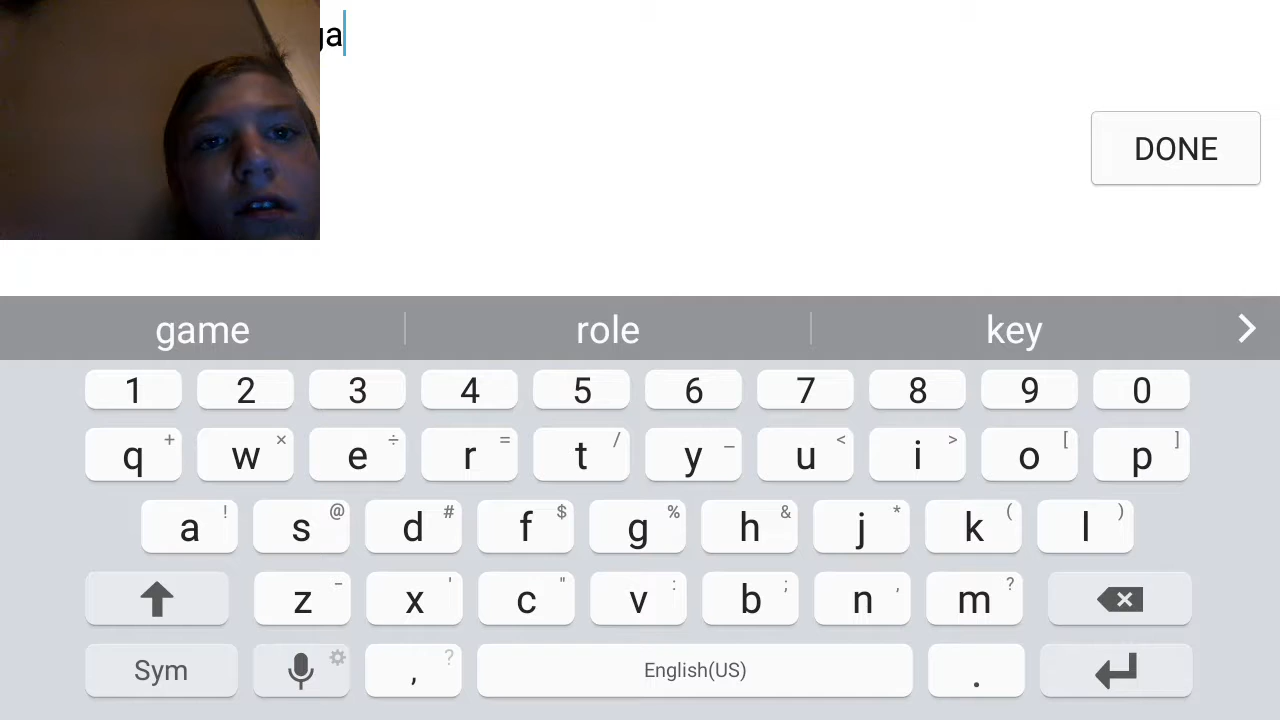 ga
DONE
game role key
1 2 3 4 5 6 7 8 9 0
q + w × e ÷ r = t / y _ u < i > o [ p ]
a ! s @ d # f $ g % h & j * k ( l )
z - x ' c " v : b ; n , m ?
Sym , ? English(US) .